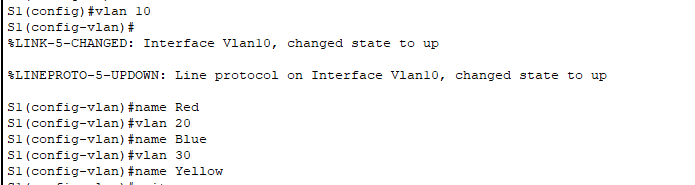 S1(config)#vlan 10
S1(config-vlan)#
%LINK-5-CHANGED: Interface Vlan10, changed state to up
%LINEPROTO-5-UPDOWN: Line protocol on Interface Vlan10, changed state to up
S1(config-vlan)#name Red
S1(config-vlan)#vlan 20
S1(config-vlan)#name Blue
S1(config-vlan)#vlan 30
S1(config-vlan)#name Yellow